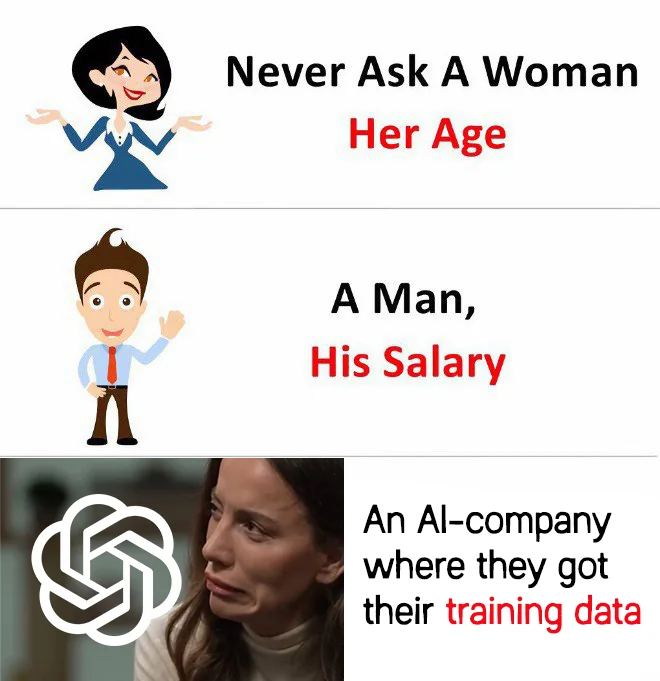 Never Ask A Woman
Her Age
A Man,
His Salary
An AI-company
where they got
their training data